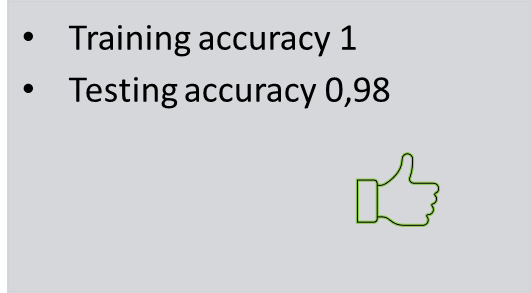 • Training accuracy 1
• Testing accuracy 0,98